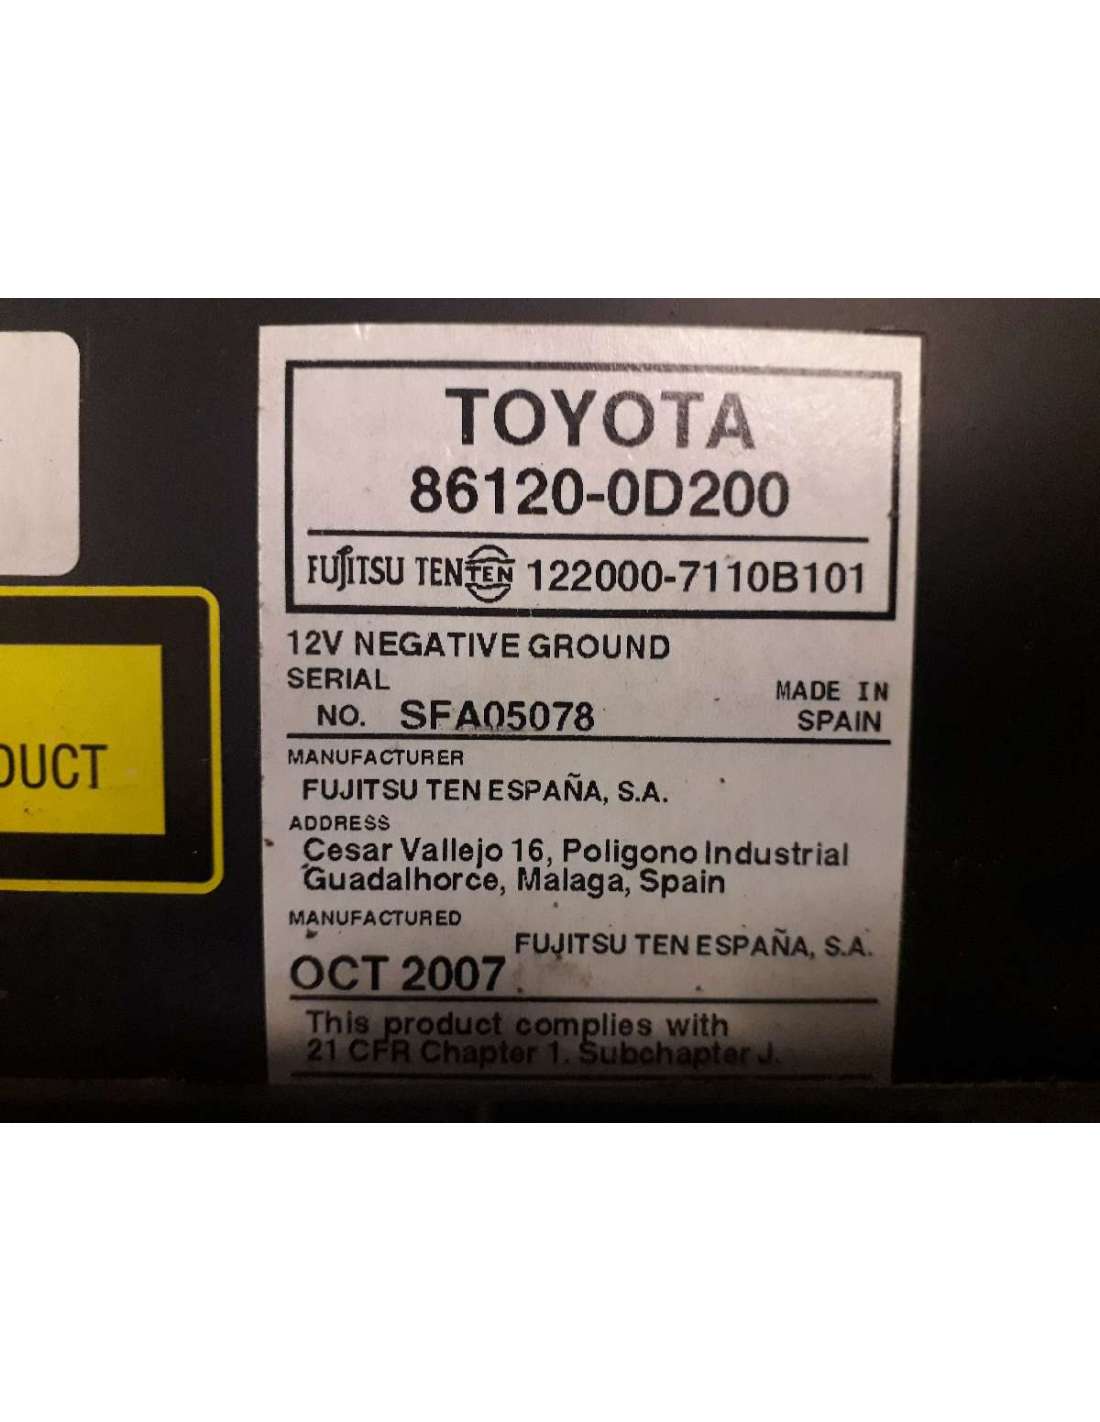 TOYOTA
86120-0D200
FUJITSU TEN TEN 122000-7110B101
12V NEGATIVE GROUND
SERIAL
NO. SFA05078
MADE IN
SPAIN
MANUFACTURER
FUJITSU TEN ESPAÑA, S.A.
ADDRESS
Cesar Vallejo 16, Poligono Industrial
Guadalhorce, Malaga, Spain
MANUFACTURED
FUJITSU TEN ESPAÑA, S.A.
OCT 2007
This product complies with
21 CFR Chapter 1. Subchapter J.
DUCT